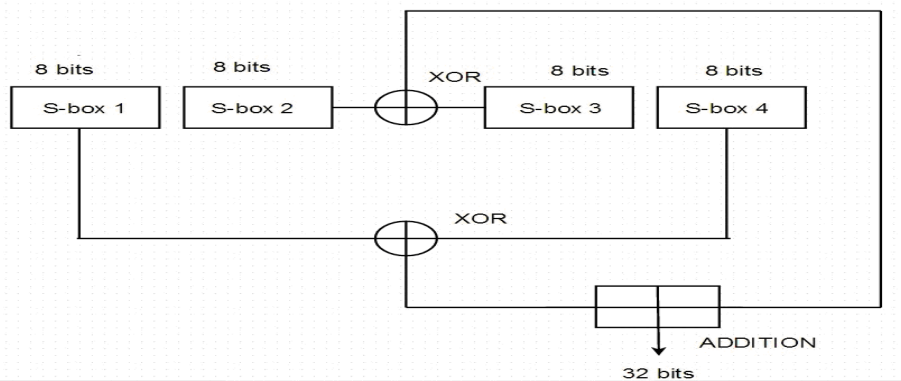 8 bits
8 bits
XOR
8 bits
8 bits
S-box 1
S-box 2
S-box 3
S-box 4
XOR
ADDITION
32 bits